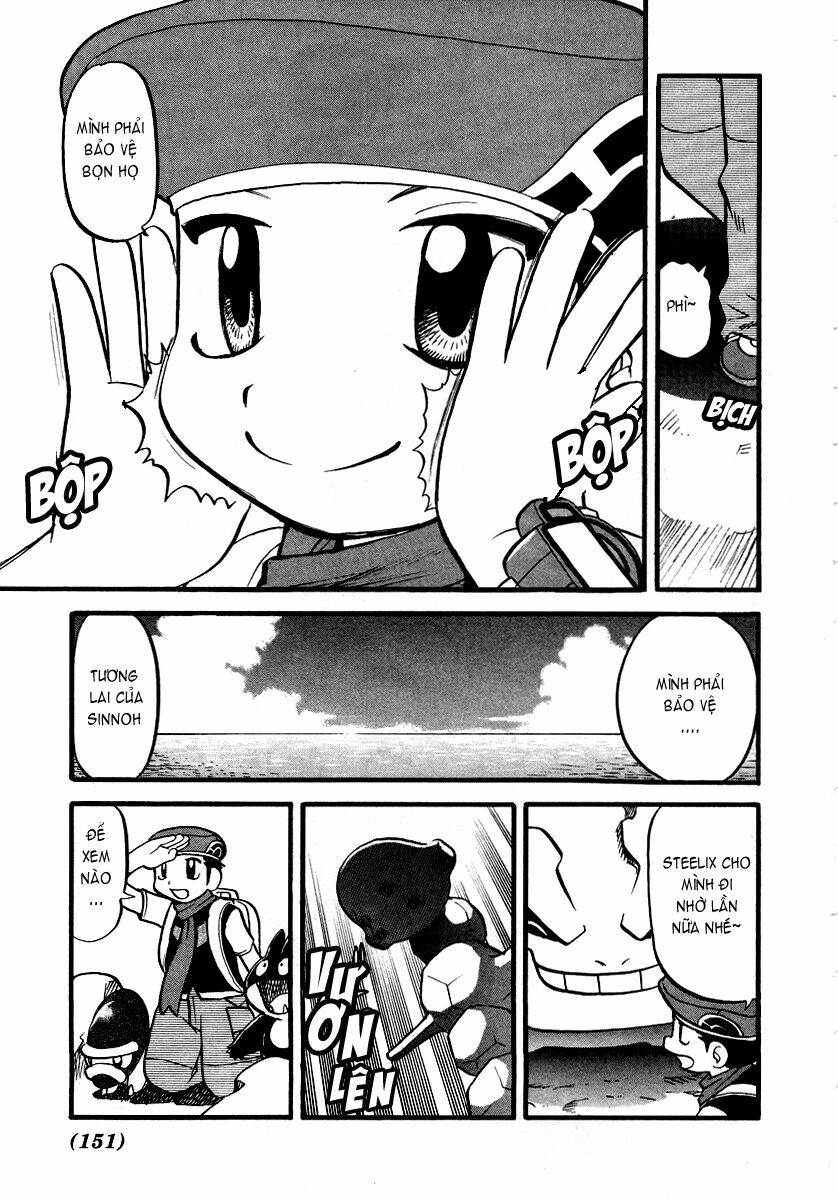 PHÌ~
BỊCH
MÌNH PHẢI
BẢO VỆ
BỌN HỌ
BỘP
BỘP
MÌNH PHẢI
BẢO VỆ
....
TƯƠNG
LAI CỦA
SINNOH
STEELIX CHO
MÌNH ĐI
NHỜ LẦN
NỮA NHÉ~
VƯƠN
LÊN
ĐỂ
XEM
NÀO
...
(151)